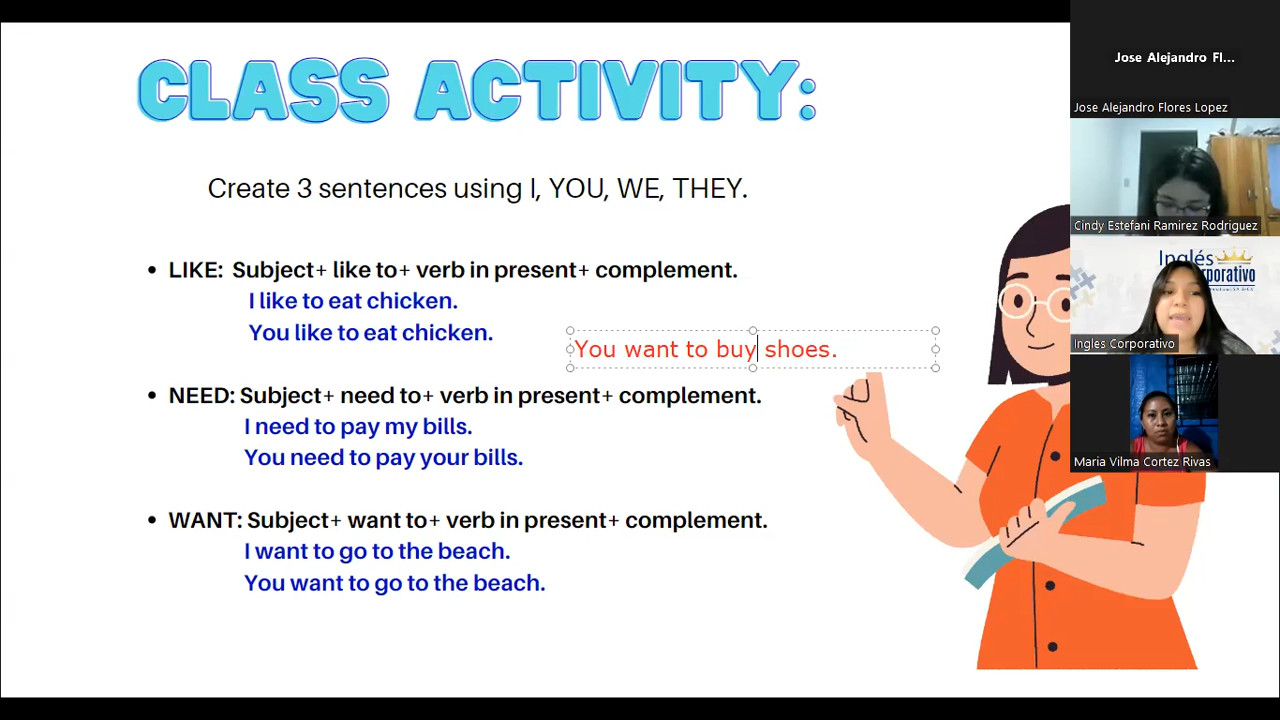 CLASS ACTIVITY:
Create 3 sentences using I, YOU, WE, THEY.
• LIKE: Subject+ like to+ verb in present+ complement.
I like to eat chicken.
You like to eat chicken.
You want to buy shoes.
• NEED: Subject+ need to+ verb in present+ complement.
I need to pay my bills.
You need to pay your bills.
• WANT: Subject+ want to+ verb in present+ complement.
I want to go to the beach.
You want to go to the beach.
Jose Alejandro Fl...
Jose Alejandro Flores Lopez
Cindy Estefani Ramirez Rodriguez
Inglés
rporativo
Ingles Corporativo
Maria Vilma Cortez Rivas